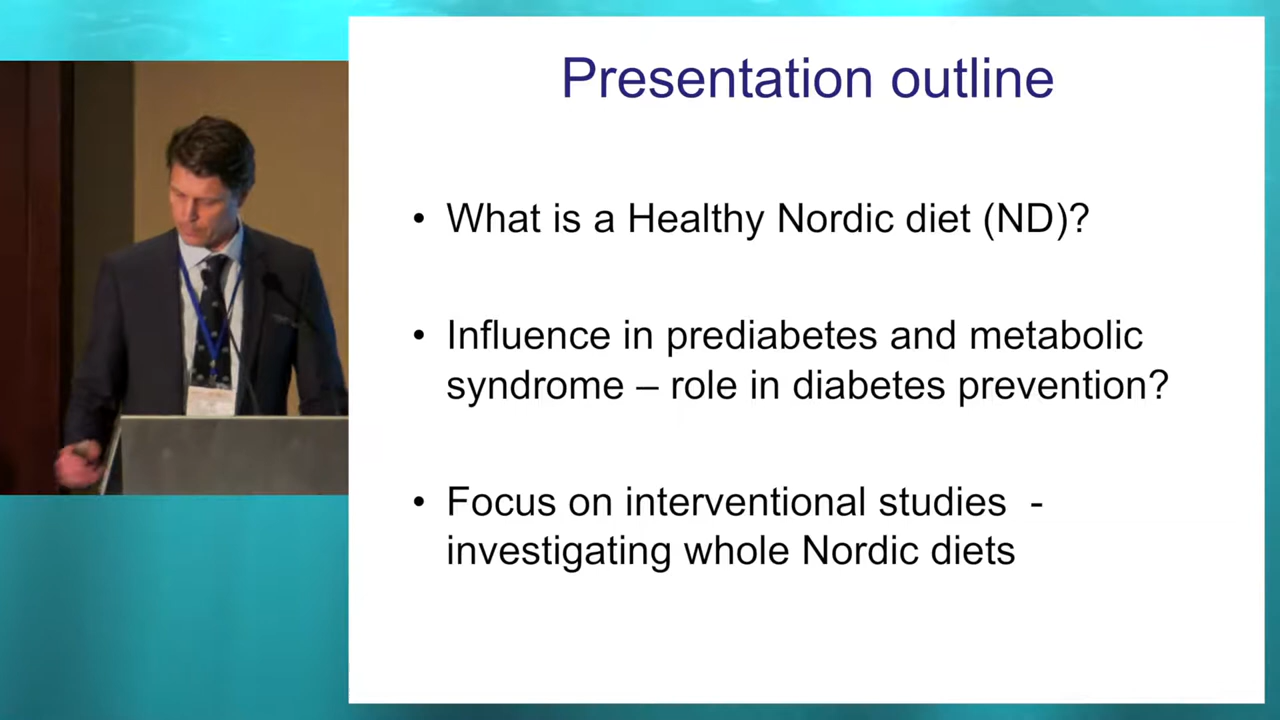 Presentation outline
• What is a Healthy Nordic diet (ND)?
• Influence in prediabetes and metabolic
syndrome – role in diabetes prevention?
• Focus on interventional studies -
investigating whole Nordic diets